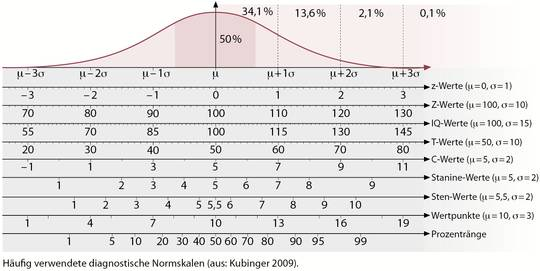 34,1% 13,6% 2,1% 0,1%
50%
μ−3σ μ−2σ μ−1σ μ μ+1σ μ+2σ μ+3σ
z-Werte (μ=0, σ=1)
−3 −2 −1 0 1 2 3
Z-Werte (μ=100, σ=10)
70 80 90 100 110 120 130
IQ-Werte (μ=100, σ=15)
55 70 85 100 115 130 145
T-Werte (μ=50, σ=10)
20 30 40 50 60 70 80
C-Werte (μ=5, σ=2)
−1 1 3 5 7 9 11
Stanine-Werte (μ=5, σ=2)
1 2 3 4 5 6 7 8 9
Sten-Werte (μ=5,5, σ=2)
1 2 3 4 5 5,5 6 7 8 9 10
Wertpunkte (μ=10, σ=3)
1 4 7 10 13 16 19
Prozentränge
1 5 10 20 30 40 50 60 70 80 90 95 99
Häufig verwendete diagnostische Normskalen (aus: Kubinger 2009).